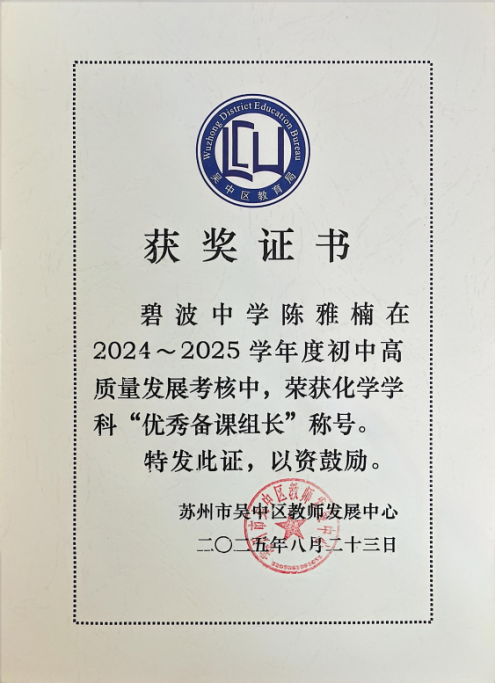 Wuzhong District Education Bureau
吴中区教育局
获奖证书
碧波中学陈雅楠在
2024～2025学年度初中高
质量发展考核中，荣获化学学
科“优秀备课组长”称号。
特发此证，以资鼓励。
苏州市吴中区教师发展中心
二〇二五年八月二十三日